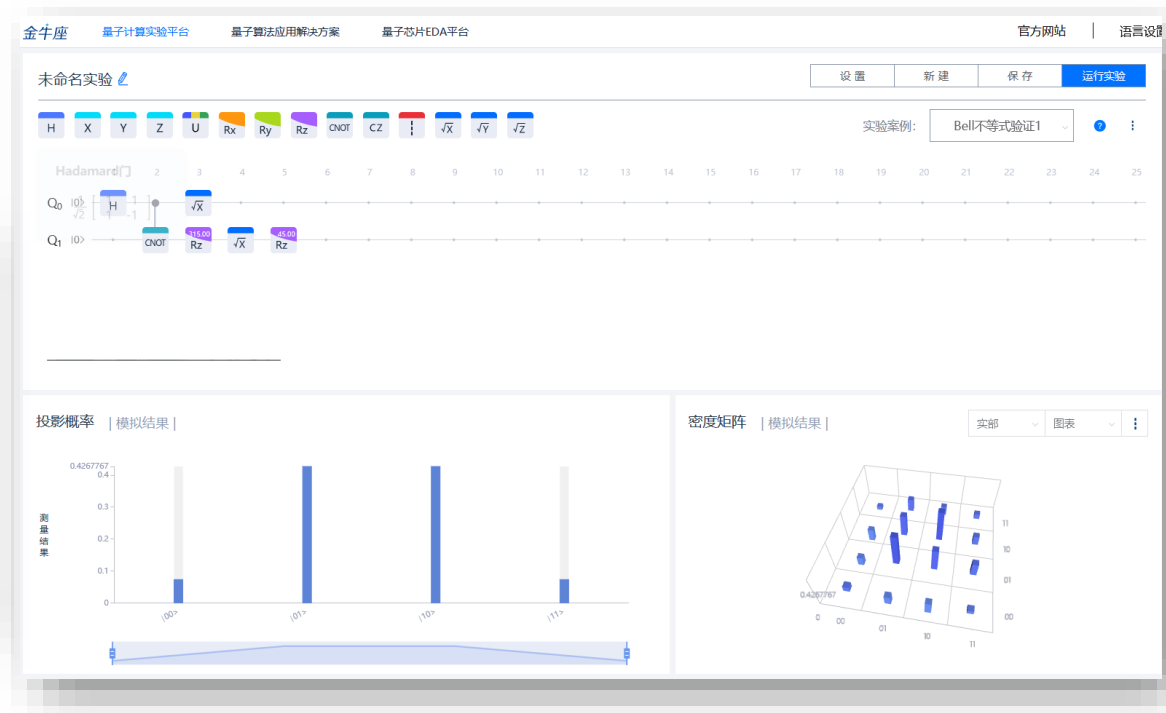 金牛座 量子计算实验平台 量子算法应用解决方案 量子芯片EDA平台 官方网站 | 语言设置
未命名实验 设置 新建 保存 运行实验
H X Y Z U Rx Ry Rz CNOT CZ √X √Y √Z 实验案例: Bell不等式验证1 ?
Hadamard门 2 3 4 5 6 7 8 9 10 11 12 13 14 15 16 17 18 19 20 21 22 23 24 25
Q0 |0> H √X
1/√2 [1 1 1 -1]
Q1 |0> CNOT 315.00 Rz √X 45.00 Rz
投影概率 |模拟结果|
0.4267767
0.4
0.3
0.2
0.1
0
测量结果
|00> |01> |10> |11>
密度矩阵 |模拟结果| 实部 图表
11
10
01
00
0.4267767
0 00 01 10 11